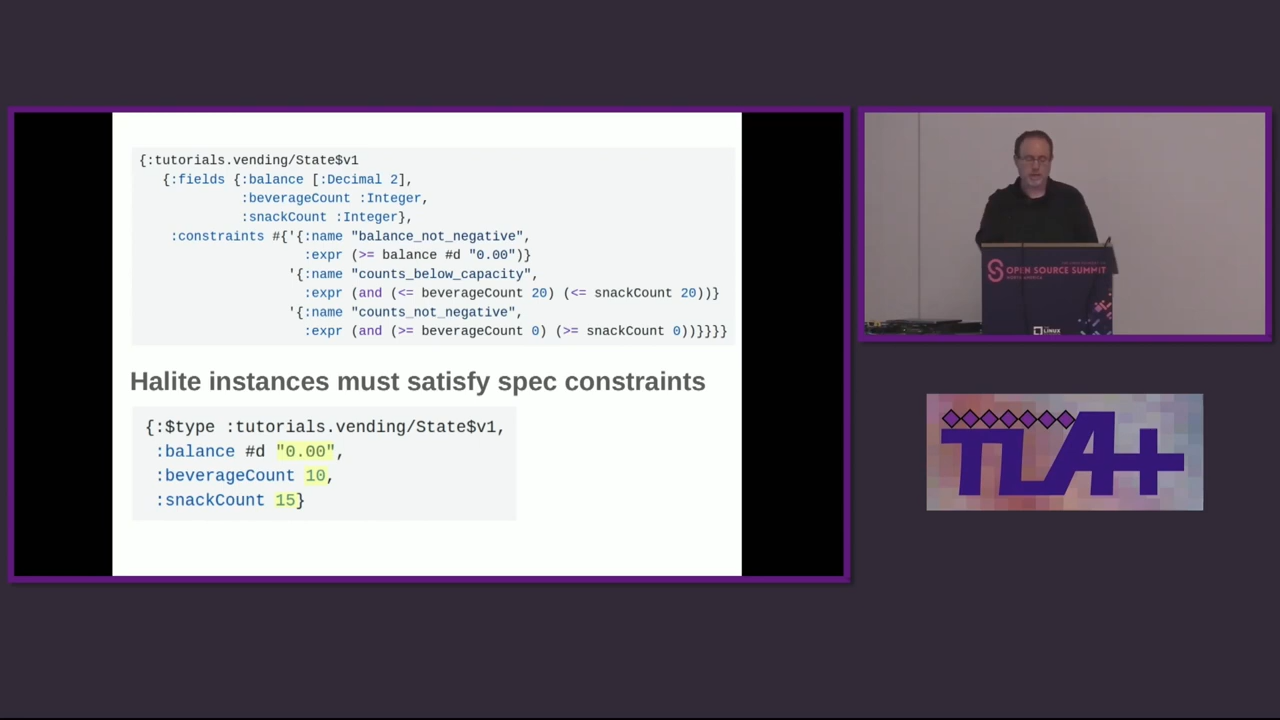 {:tutorials.vending/State$v1
{:fields {:balance [:Decimal 2],
:beverageCount :Integer,
:snackCount :Integer},
:constraints #{'{:name "balance_not_negative",
:expr (>= balance #d "0.00")}
'{:name "counts_below_capacity",
:expr (and (<= beverageCount 20) (<= snackCount 20))}
'{:name "counts_not_negative",
:expr (and (>= beverageCount 0) (>= snackCount 0))}}}}
Halite instances must satisfy spec constraints
{:$type :tutorials.vending/State$v1,
:balance #d "0.00",
:beverageCount 10,
:snackCount 15}
OPEN SOURCE SUMMIT
NORTH AMERICA
LINUX
TLA+